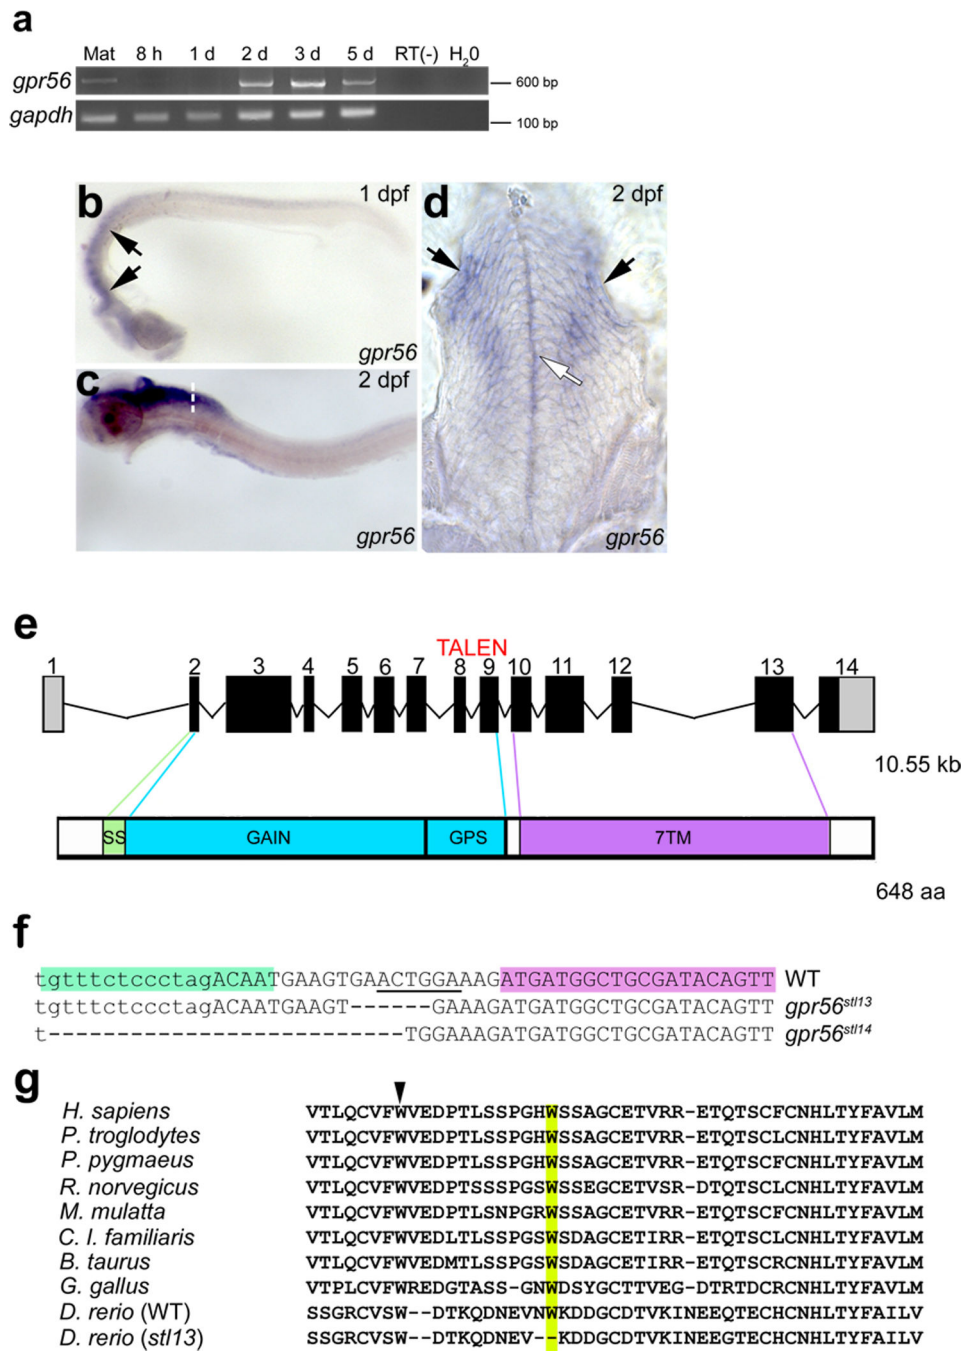 a
Mat 8 h 1 d 2 d 3 d 5 d RT(-) H20
gpr56 600 bp
gapdh 100 bp
b 1 dpf
gpr56
c 2 dpf
gpr56
d 2 dpf
gpr56
e
TALEN
1 2 3 4 5 6 7 8 9 10 11 12 13 14
10.55 kb
SS GAIN GPS 7TM
648 aa
f
tgtttctccctagACAATGAAGTGAACTGGAAAGATGATGGCTGCGATACAGTT WT
tgtttctccctagACAATGAAGT------GAAAGATGATGGCTGCGATACAGTT gpr56stl13
t---------------------------TGGAAAGATGATGGCTGCGATACAGTT gpr56stl14
g
H. sapiens VTLQCVFWVEDPTLSSPGHWSSAGCETVRR-ETQTSCFCNHLTYFAVLM
P. troglodytes VTLQCVFWVEDPTLSSPGHWSSAGCETVRR-ETQTSCLCNHLTYFAVLM
P. pygmaeus VTLQCVFWVEDPTLSSPGHWSSAGCETVRR-ETQTSCFCNHLTYFAVLM
R. norvegicus VTLQCVFWVEDPTSSSPGSWSSEGCETVSR-DTQTSCLCNHLTYFAVLM
M. mulatta VTLQCVFWVEDPTLSNPGRWSSAGCETVRR-ETQTSCFCNHLTYFAVLM
C. l. familiaris VTLQCVFWVEDLTLSSPGSWSDAGCETIRR-ETQTSCFCNHLTYFAVLM
B. taurus VTLQCVFWVEDMTLSSPGSWSDAGCETIRR-ETQTSCRCNHLTYFAVLM
G. gallus VTPLCVFWREDGTASS-GNWDSYGCTTVEG-DTRTDCRCNHLTYFAVLM
D. rerio (WT) SSGRCVSW--DTKQDNEVNWKDDGCDTVKINEEQTECHCNHLTYFAILV
D. rerio (stl13) SSGRCVSW--DTKQDNEV--KDDGCDTVKINEEGTECHCNHLTYFAILV